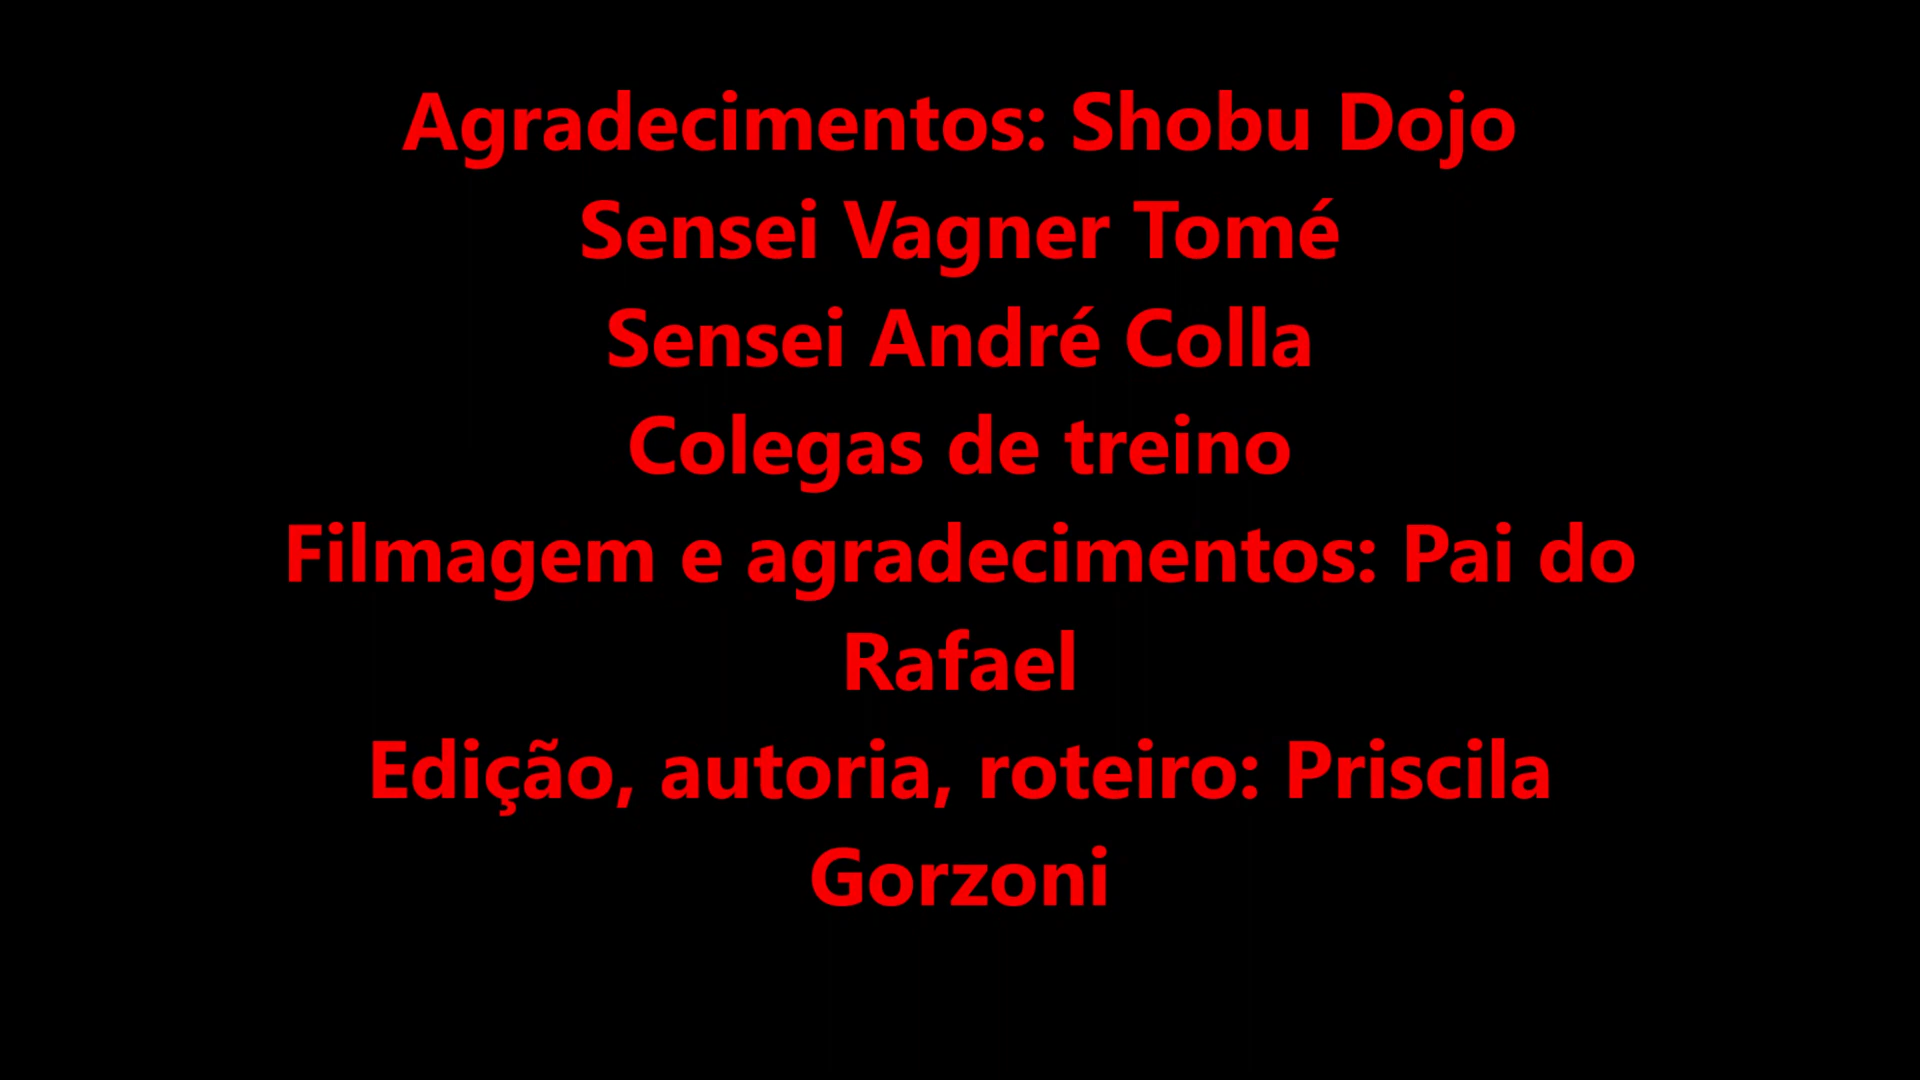 Agradecimentos: Shobu Dojo
Sensei Vagner Tomé
Sensei André Colla
Colegas de treino
Filmagem e agradecimentos: Pai do
Rafael
Edição, autoria, roteiro: Priscila
Gorzoni